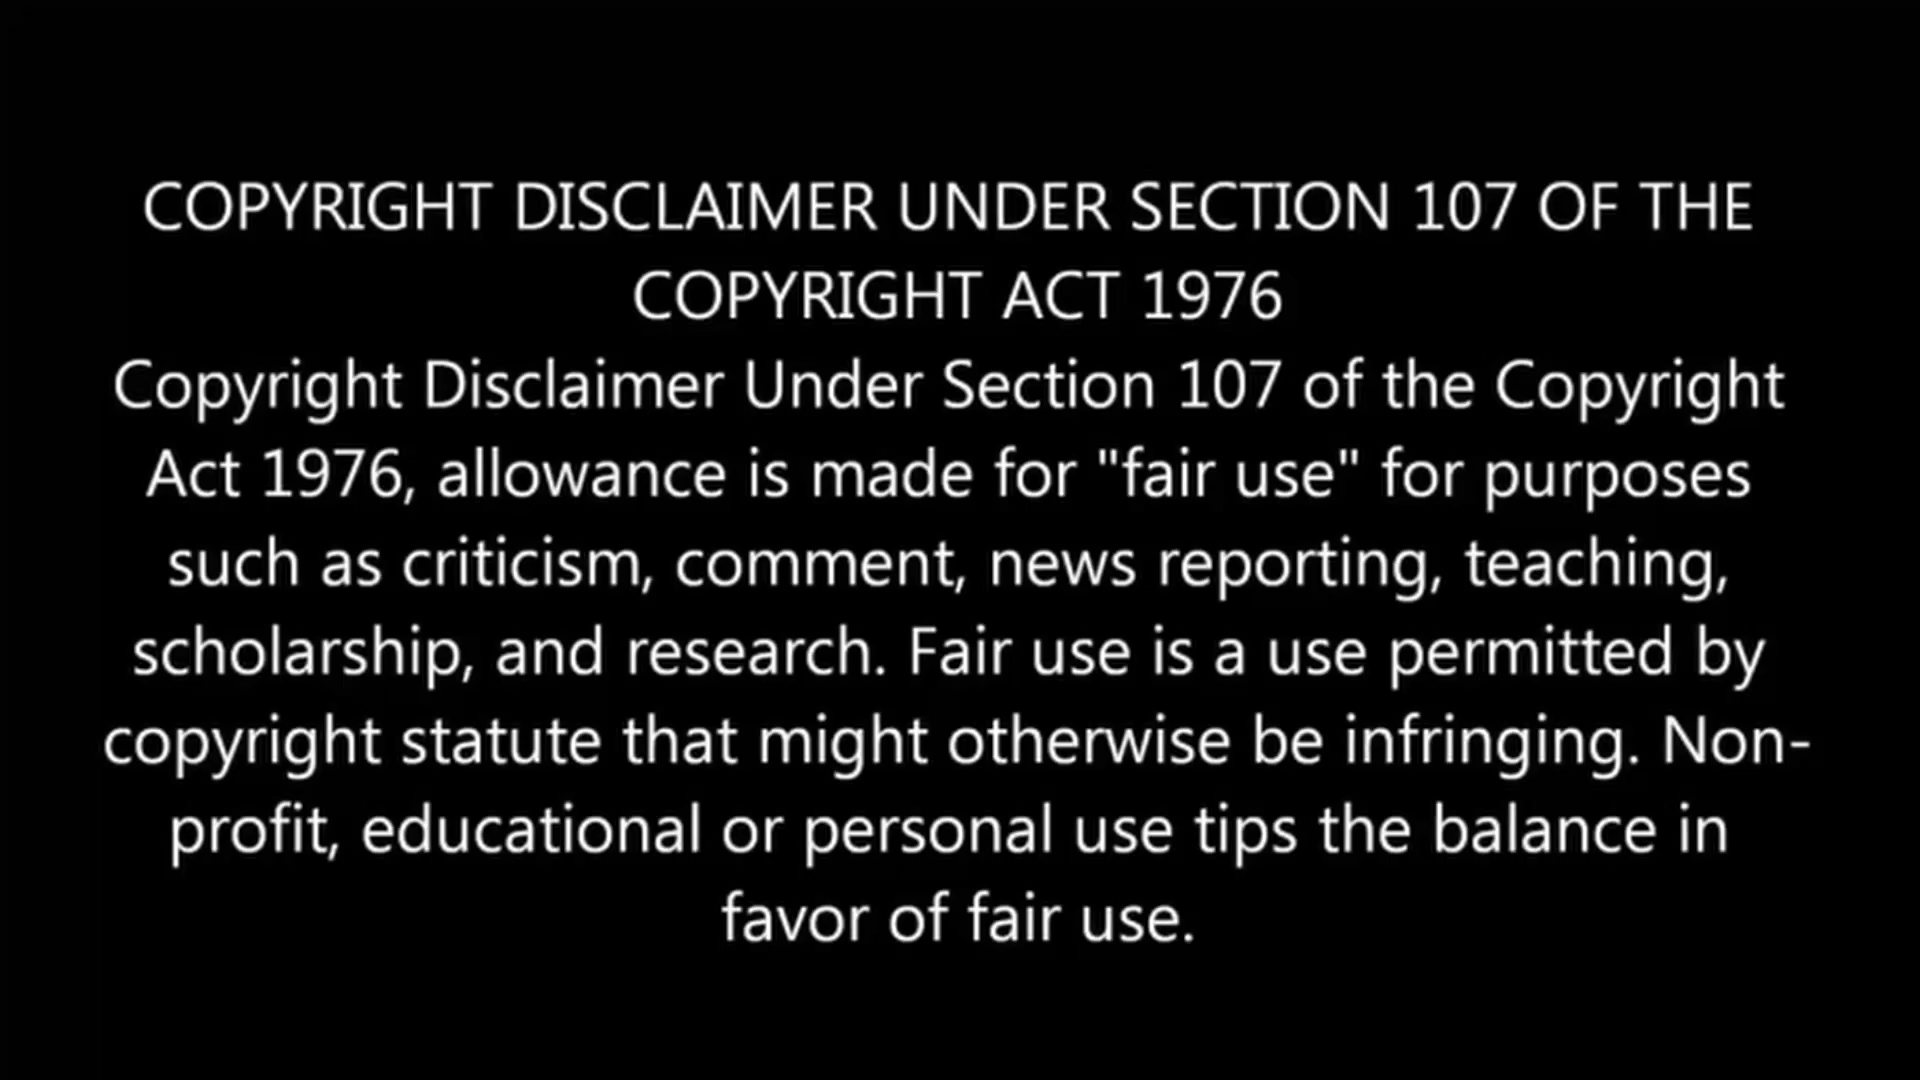 COPYRIGHT DISCLAIMER UNDER SECTION 107 OF THE
COPYRIGHT ACT 1976
Copyright Disclaimer Under Section 107 of the Copyright
Act 1976, allowance is made for "fair use" for purposes
such as criticism, comment, news reporting, teaching,
scholarship, and research. Fair use is a use permitted by
copyright statute that might otherwise be infringing. Non-
profit, educational or personal use tips the balance in
favor of fair use.